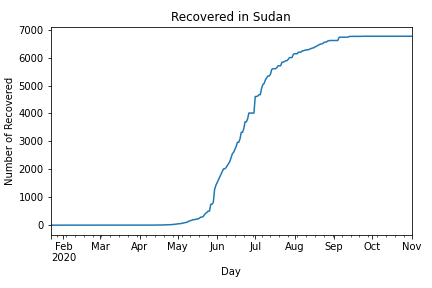 Recovered in Sudan
Number of Recovered
7000
6000
5000
4000
3000
2000
1000
0
Feb Mar Apr May Jun Jul Aug Sep Oct Nov
2020
Day